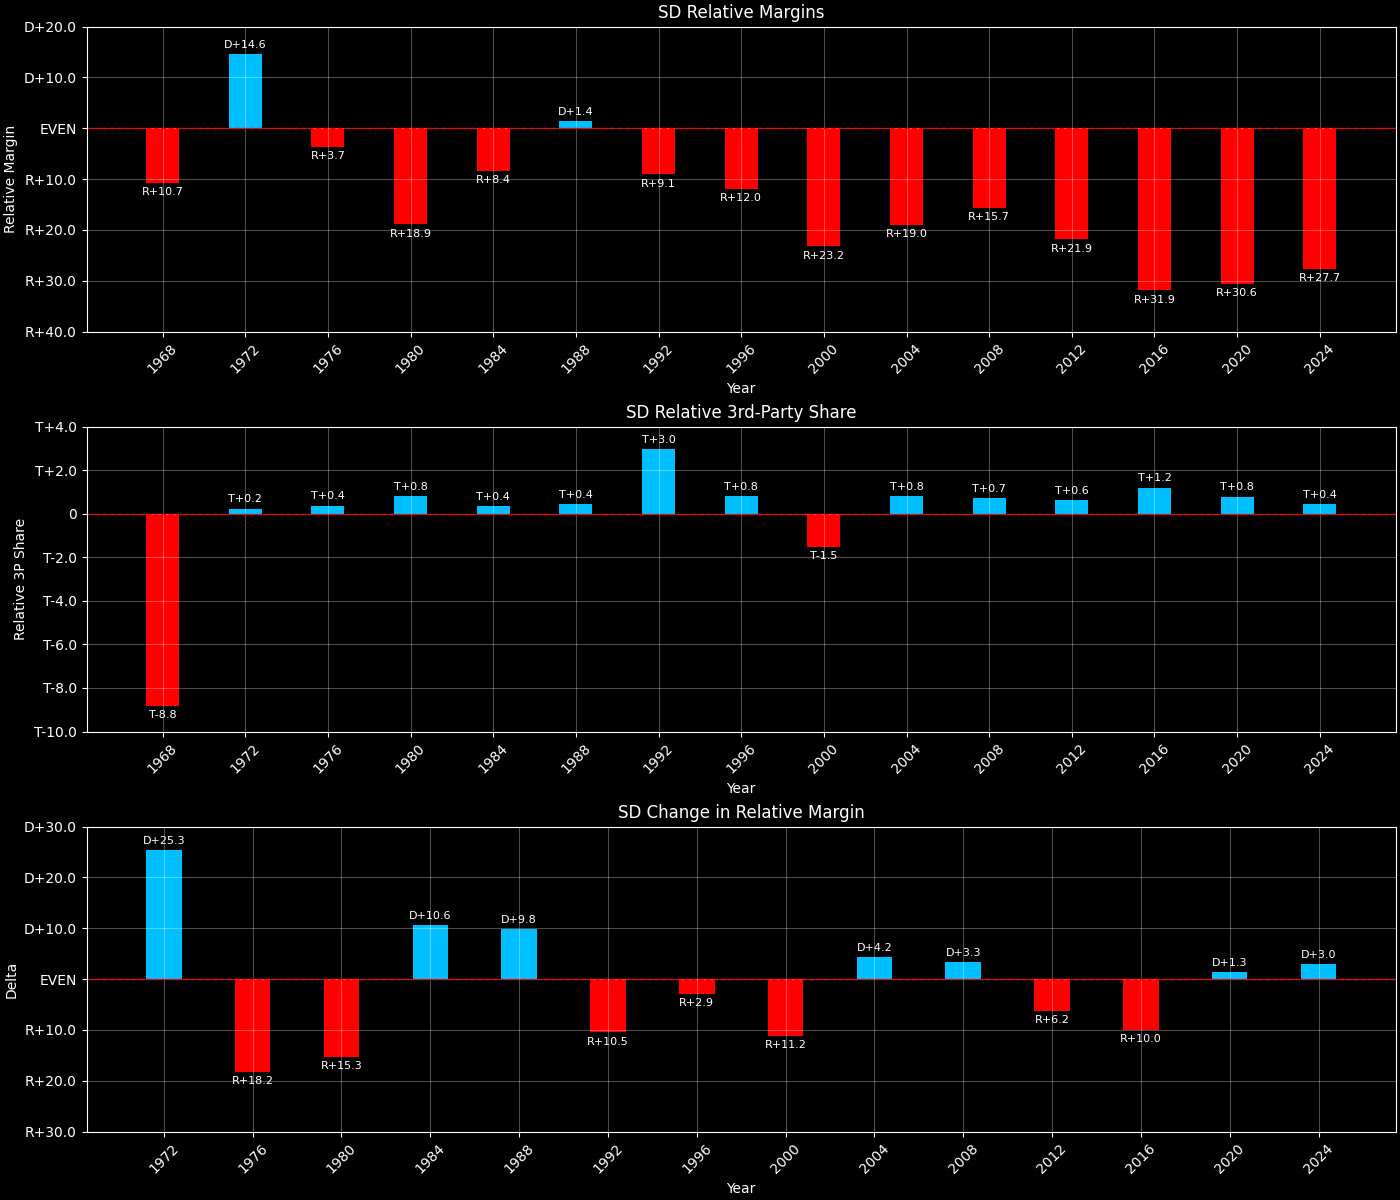 SD Relative Margins
Relative Margin
D+20.0
D+10.0
EVEN
R+10.0
R+20.0
R+30.0
R+40.0
R+10.7
D+14.6
R+3.7
R+18.9
R+8.4
D+1.4
R+9.1
R+12.0
R+23.2
R+19.0
R+15.7
R+21.9
R+31.9
R+30.6
R+27.7
1968
1972
1976
1980
1984
1988
1992
1996
2000
2004
2008
2012
2016
2020
2024
Year
SD Relative 3rd-Party Share
Relative 3P Share
T+4.0
T+2.0
0
T-2.0
T-4.0
T-6.0
T-8.0
T-10.0
T-8.8
T+0.2
T+0.4
T+0.8
T+0.4
T+0.4
T+3.0
T+0.8
T-1.5
T+0.8
T+0.7
T+0.6
T+1.2
T+0.8
T+0.4
1968
1972
1976
1980
1984
1988
1992
1996
2000
2004
2008
2012
2016
2020
2024
Year
SD Change in Relative Margin
Delta
D+30.0
D+20.0
D+10.0
EVEN
R+10.0
R+20.0
R+30.0
D+25.3
R+18.2
R+15.3
D+10.6
D+9.8
R+10.5
R+2.9
R+11.2
D+4.2
D+3.3
R+6.2
R+10.0
D+1.3
D+3.0
1972
1976
1980
1984
1988
1992
1996
2000
2004
2008
2012
2016
2020
2024
Year